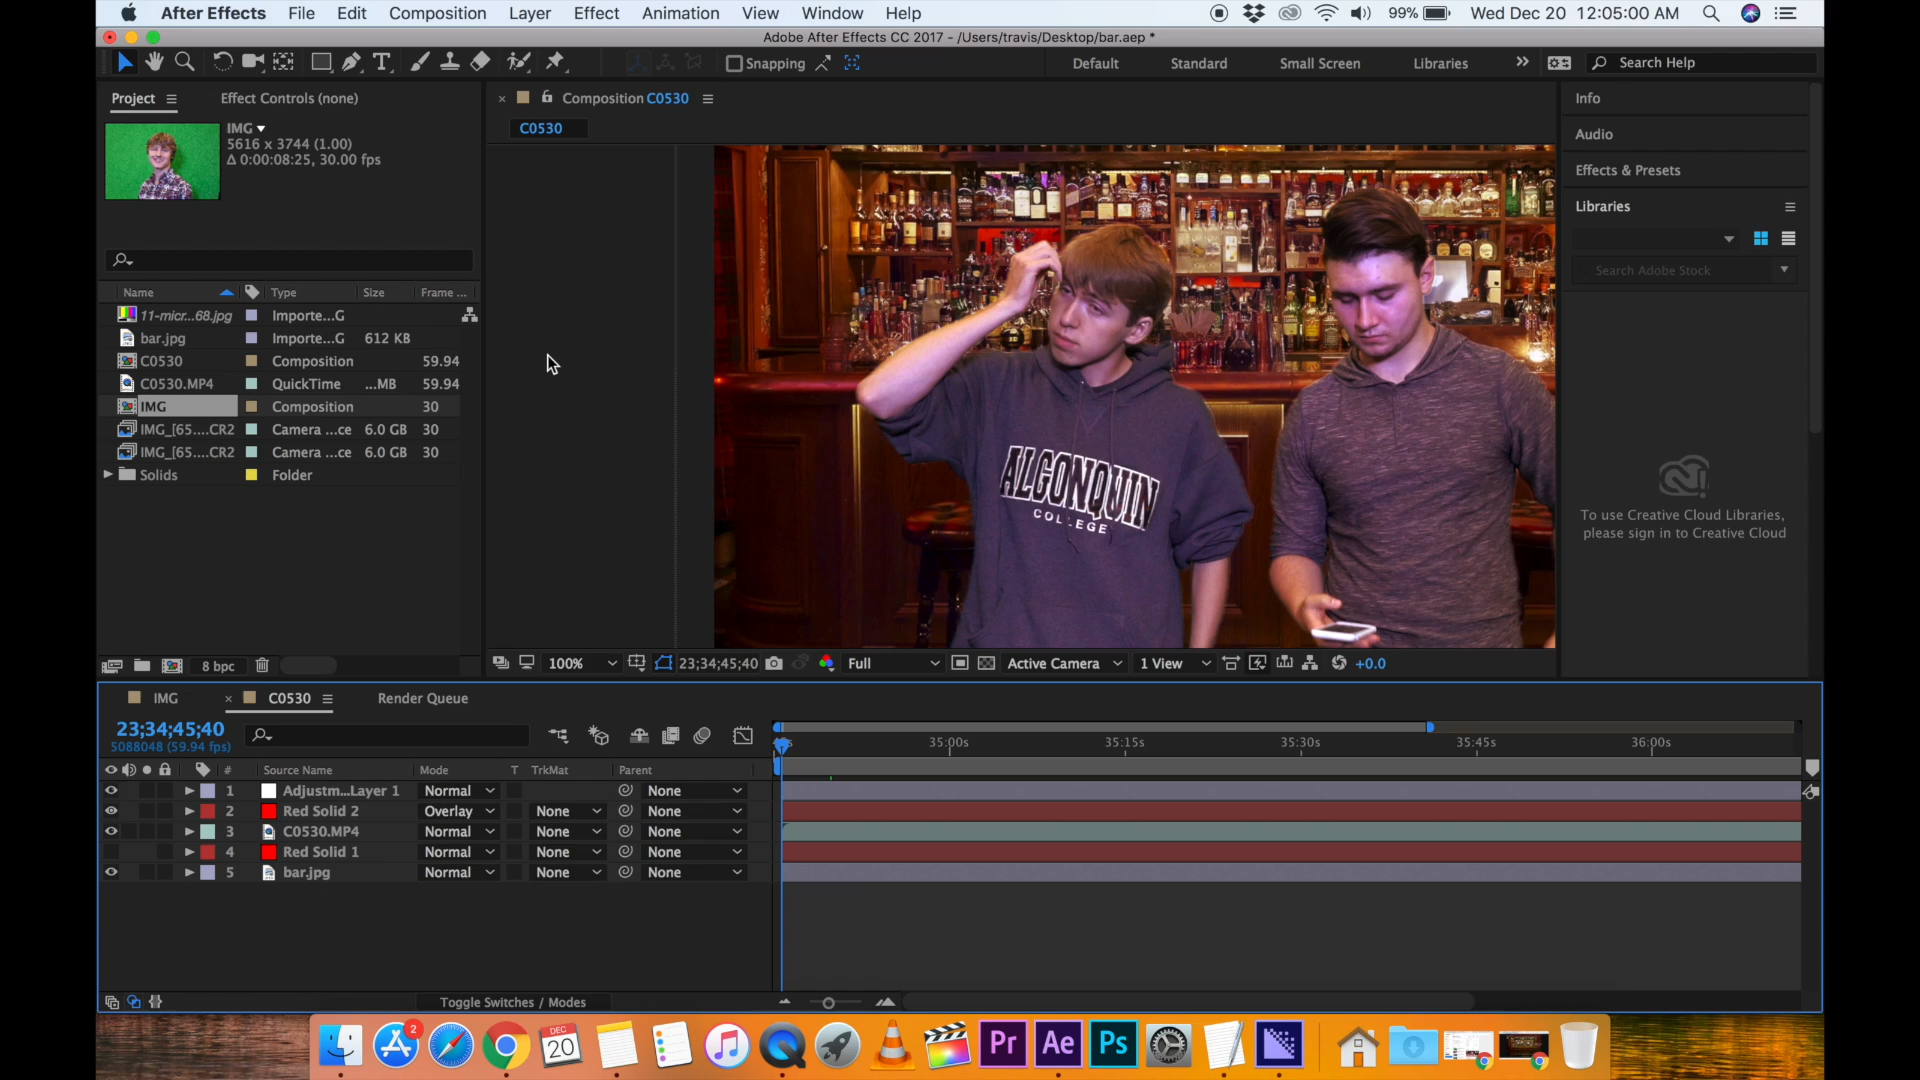 After Effects File Edit Composition Layer Effect Animation View Window Help 99% Wed Dec 20 12:05:00 AM
Adobe After Effects CC 2017 - /Users/travis/Desktop/bar.aep *
Snapping Default Standard Small Screen Libraries Search Help
Project Effect Controls (none)
IMG
5616 x 3744 (1.00)
Δ 0:00:08:25, 30.00 fps
Composition C0530
C0530
Info
Audio
Effects & Presets
Libraries
Search Adobe Stock
To use Creative Cloud Libraries,
please sign in to Creative Cloud
Name Type Size Frame ...
11-micr...68.jpg Importe...G
bar.jpg Importe...G 612 KB
C0530 Composition 59.94
C0530.MP4 QuickTime ...MB 59.94
IMG Composition 30
IMG_[65....CR2 Camera ...ce 6.0 GB 30
IMG_[65....CR2 Camera ...ce 6.0 GB 30
Solids Folder
ALGONQUIN
COLLEGE
8 bpc
100% 23;34;45;40 Full Active Camera 1 View +0.0
IMG C0530 Render Queue
23;34;45;40
5088048 (59.94 fps)
35:00s 35:15s 35:30s 35:45s 36:00s
# Source Name Mode T TrkMat Parent
1 Adjustm...Layer 1 Normal None
2 Red Solid 2 Overlay None None
3 C0530.MP4 Normal None None
4 Red Solid 1 Normal None None
5 bar.jpg Normal None None
Toggle Switches / Modes
2
DEC
20
Pr Ae Ps